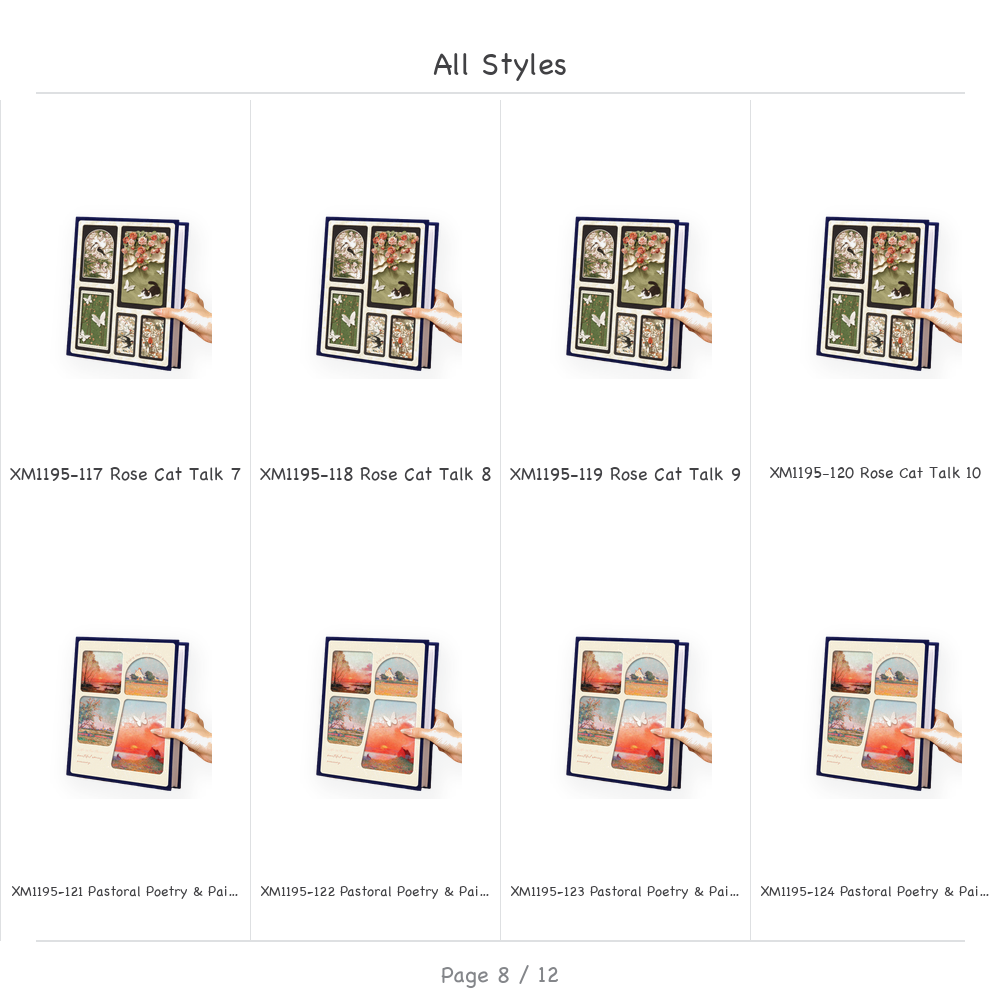 All Styles
XM1195-117 Rose Cat Talk 7
XM1195-118 Rose Cat Talk 8
XM1195-119 Rose Cat Talk 9
XM1195-120 Rose Cat Talk 10
XM1195-121 Pastoral Poetry & Pai...
XM1195-122 Pastoral Poetry & Pai...
XM1195-123 Pastoral Poetry & Pai...
XM1195-124 Pastoral Poetry & Pai...
Page 8 / 12